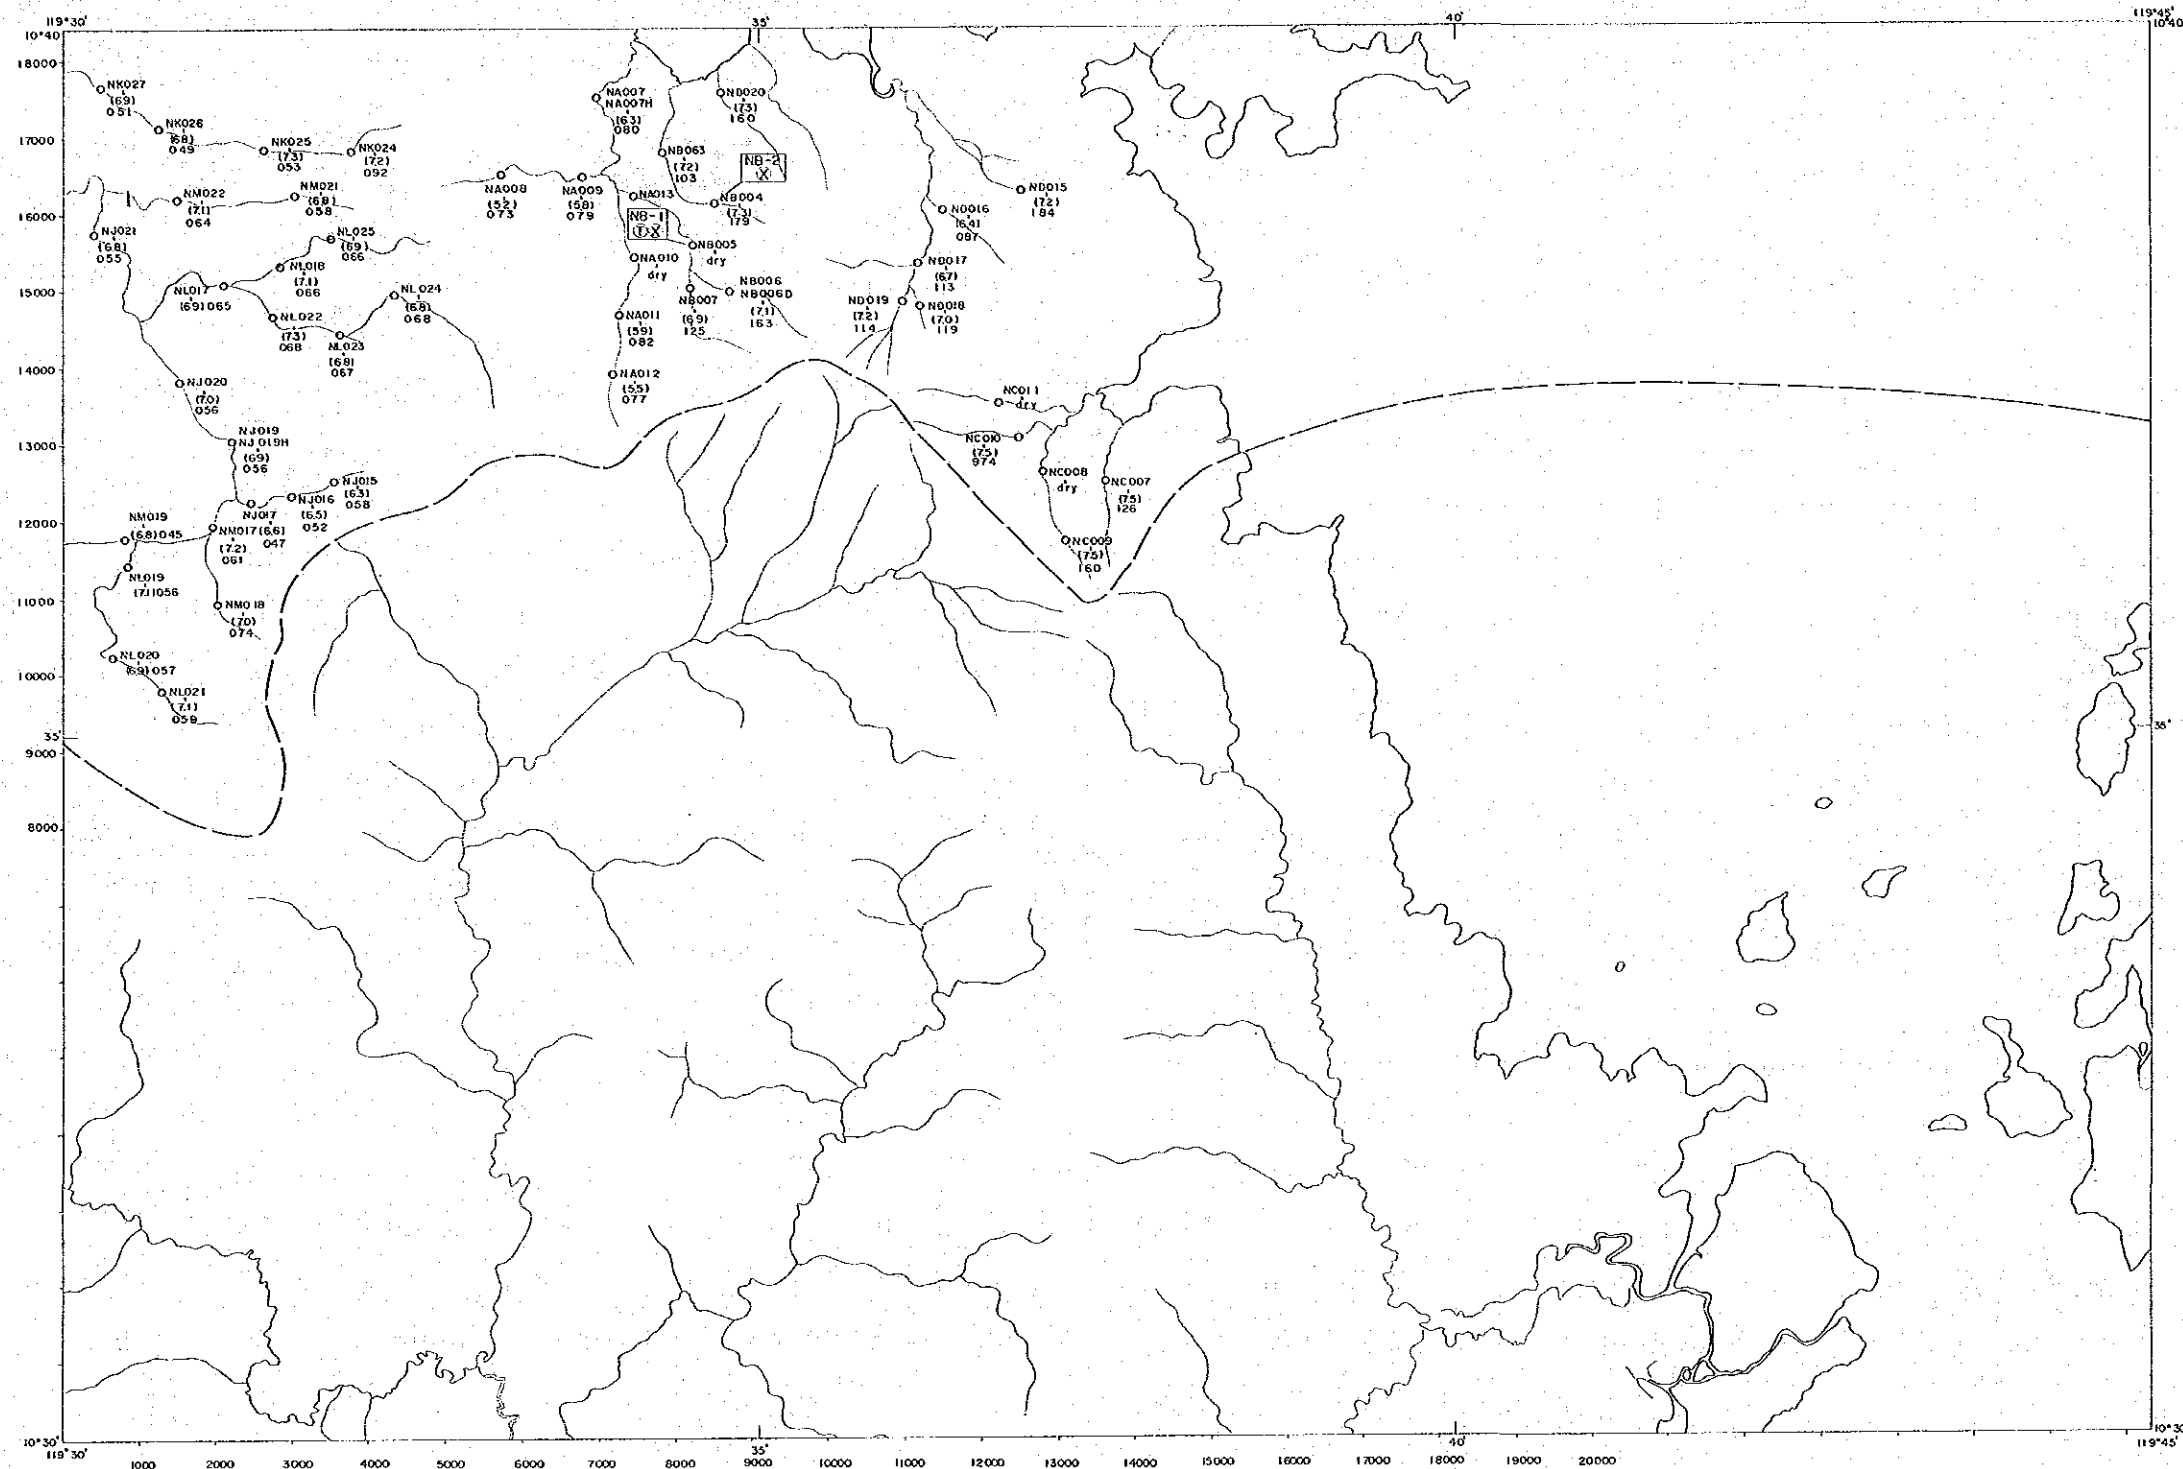 119°30'
35'
40'
119°45'
10°40'
10°40'
18000
17000
16000
15000
14000
13000
12000
11000
10000
35'
9000
8000
35'
NK027
(69)
051
NK026
(68)
049
NK025
(73)
053
NK024
(72)
092
NM022
(71)
064
NM021
(68)
058
NJ021
(68)
055
NL025
(69)
066
NL018
(71)
066
NL017
(69) 065
NL022
(73)
068
NL023
(68)
067
NL024
(68)
068
NJ020
(70)
056
NJ019
NJ019H
(69)
056
NJ015
(63)
058
NJ016
(65)
052
NJ017
(66)
047
NM019
(68) 045
NM017
(72)
061
NL019
(71) 056
NM018
(70)
074
NL020
(69) 057
NL021
(71)
059
NA007
NA007H
(63)
080
ND020
(73)
160
NB063
(72)
103
NB-2
X
NA008
(52)
073
NA009
(58)
079
NA013
NB004
(73)
179
NB-1
T X
NB005
dry
NA010
dry
NB006
NB006D
(71)
163
NB007
(69)
125
NA011
(59)
082
NA012
(55)
077
ND015
(72)
184
ND016
(64)
087
ND017
(67)
113
ND019
(72)
114
ND018
(70)
119
NC011
dry
NC010
(75)
974
NC008
dry
NC007
(75)
126
NC009
(75)
160
10°30'
119°30'
35'
40'
10°30'
119°45'
1000
2000
3000
4000
5000
6000
7000
8000
9000
10000
11000
12000
13000
14000
15000
16000
17000
18000
19000
20000